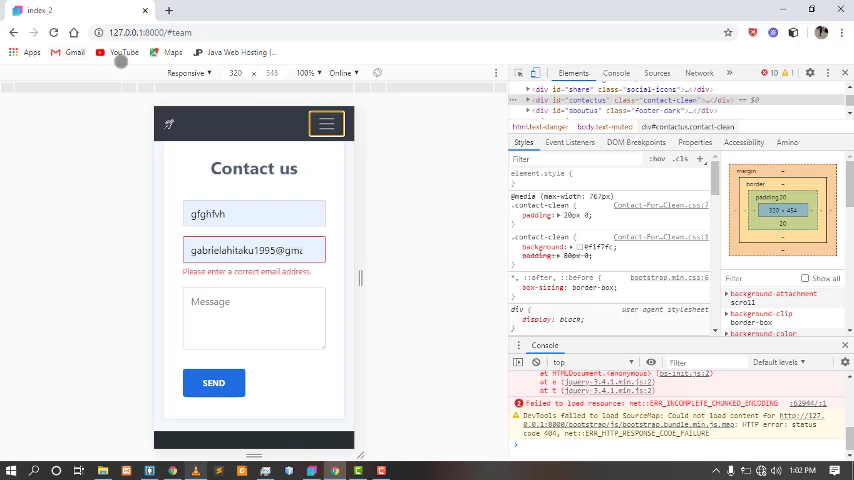 index_2
127.0.0.1:8000/#team
Apps Gmail YouTube Maps Java Web Hosting (...
Responsive 320 × 548 100% Online
Elements Console Sources Network » 10 1
<div id="share" class="social-icons">…</div>
<div id="contactus" class="contact-clean">…</div> == $0
<div id="aboutus" class="footer-dark">…</div>
html.text-danger body.text-muted div#contactus.contact-clean
Styles Event Listeners DOM Breakpoints Properties Accessibility Amino
Filter :hov .cls +
element.style {
}
@media (max-width: 767px)
.contact-clean { Contact-For…Clean.css:7
padding: 20px 0;
}
.contact-clean { Contact-For…Clean.css:1
background: #f1f7fc;
padding: 80px 0;
}
*, ::after, ::before { bootstrap.min.css:6
box-sizing: border-box;
}
div { user agent stylesheet
display: block;
}
margin -
border -
padding 20
- - 320 × 454 - -
20
-
-
Filter Show all
background-attachment
scroll
background-clip
border-box
background-color
Contact us
gfghfvh
gabrielahitaku1995@gma
Please enter a correct email address.
Message
SEND
Console
top Filter Default levels
at HTMLDocument.<anonymous> (bs-init.js:2)
at e (jquery-3.4.1.min.js:2)
at t (jquery-3.4.1.min.js:2)
2 Failed to load resource: net::ERR_INCOMPLETE_CHUNKED_ENCODING :62944/:1
DevTools failed to load SourceMap: Could not load content for http://127.
0.0.1:8000/bootstrap/js/bootstrap.bundle.min.js.map: HTTP error: status
code 404, net::ERR_HTTP_RESPONSE_CODE_FAILURE
1:02 PM